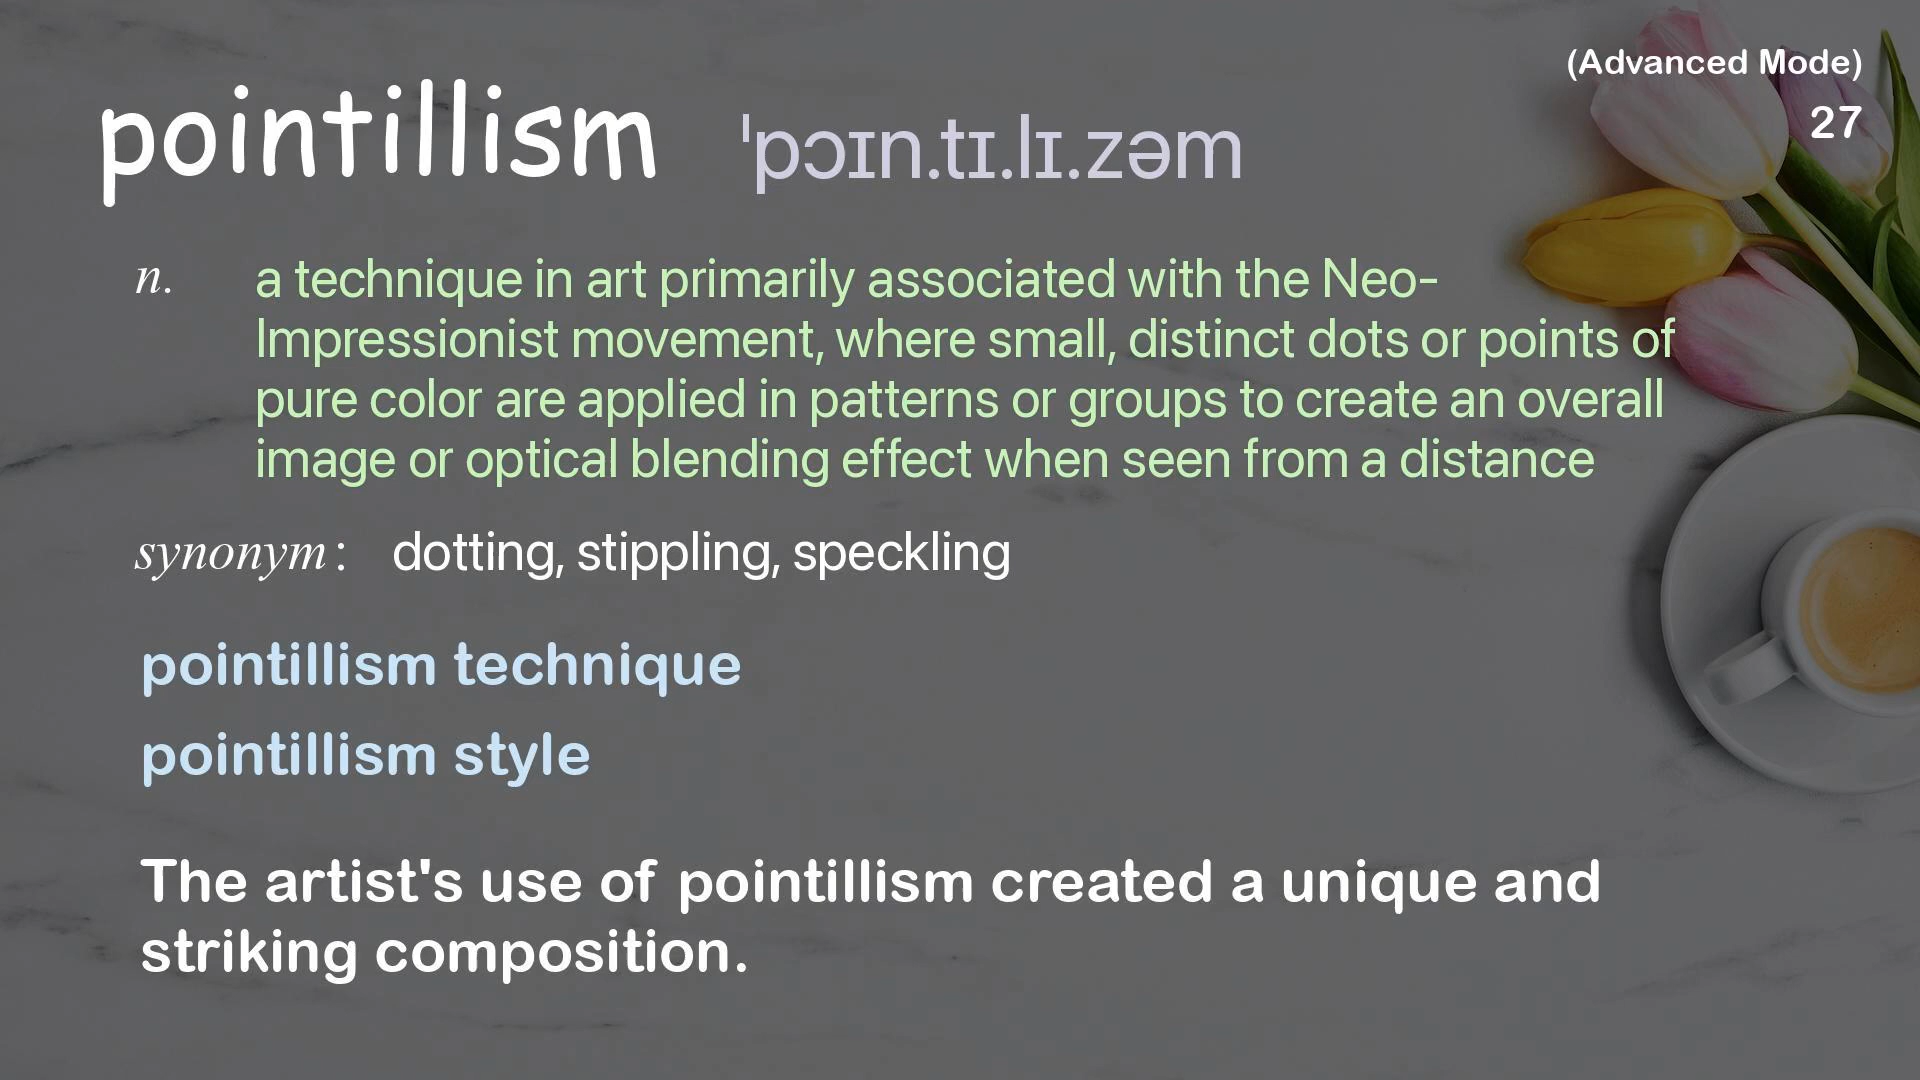 (Advanced Mode)
27
pointillism ˈpɔɪn.tɪ.lɪ.zəm
n. a technique in art primarily associated with the Neo-
Impressionist movement, where small, distinct dots or points of
pure color are applied in patterns or groups to create an overall
image or optical blending effect when seen from a distance
synonym: dotting, stippling, speckling
pointillism technique
pointillism style
The artist's use of pointillism created a unique and
striking composition.